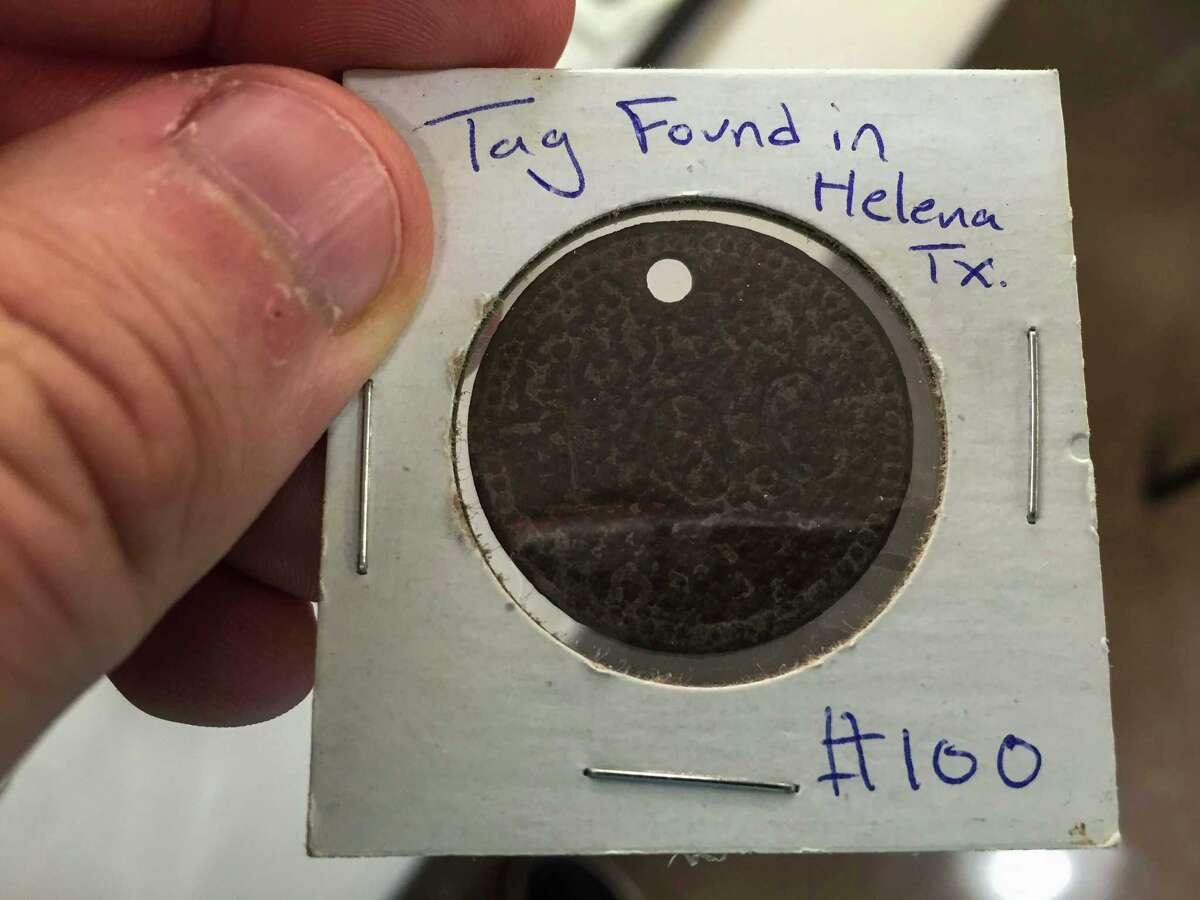 Tag Found in
Helena
Tx.
#100